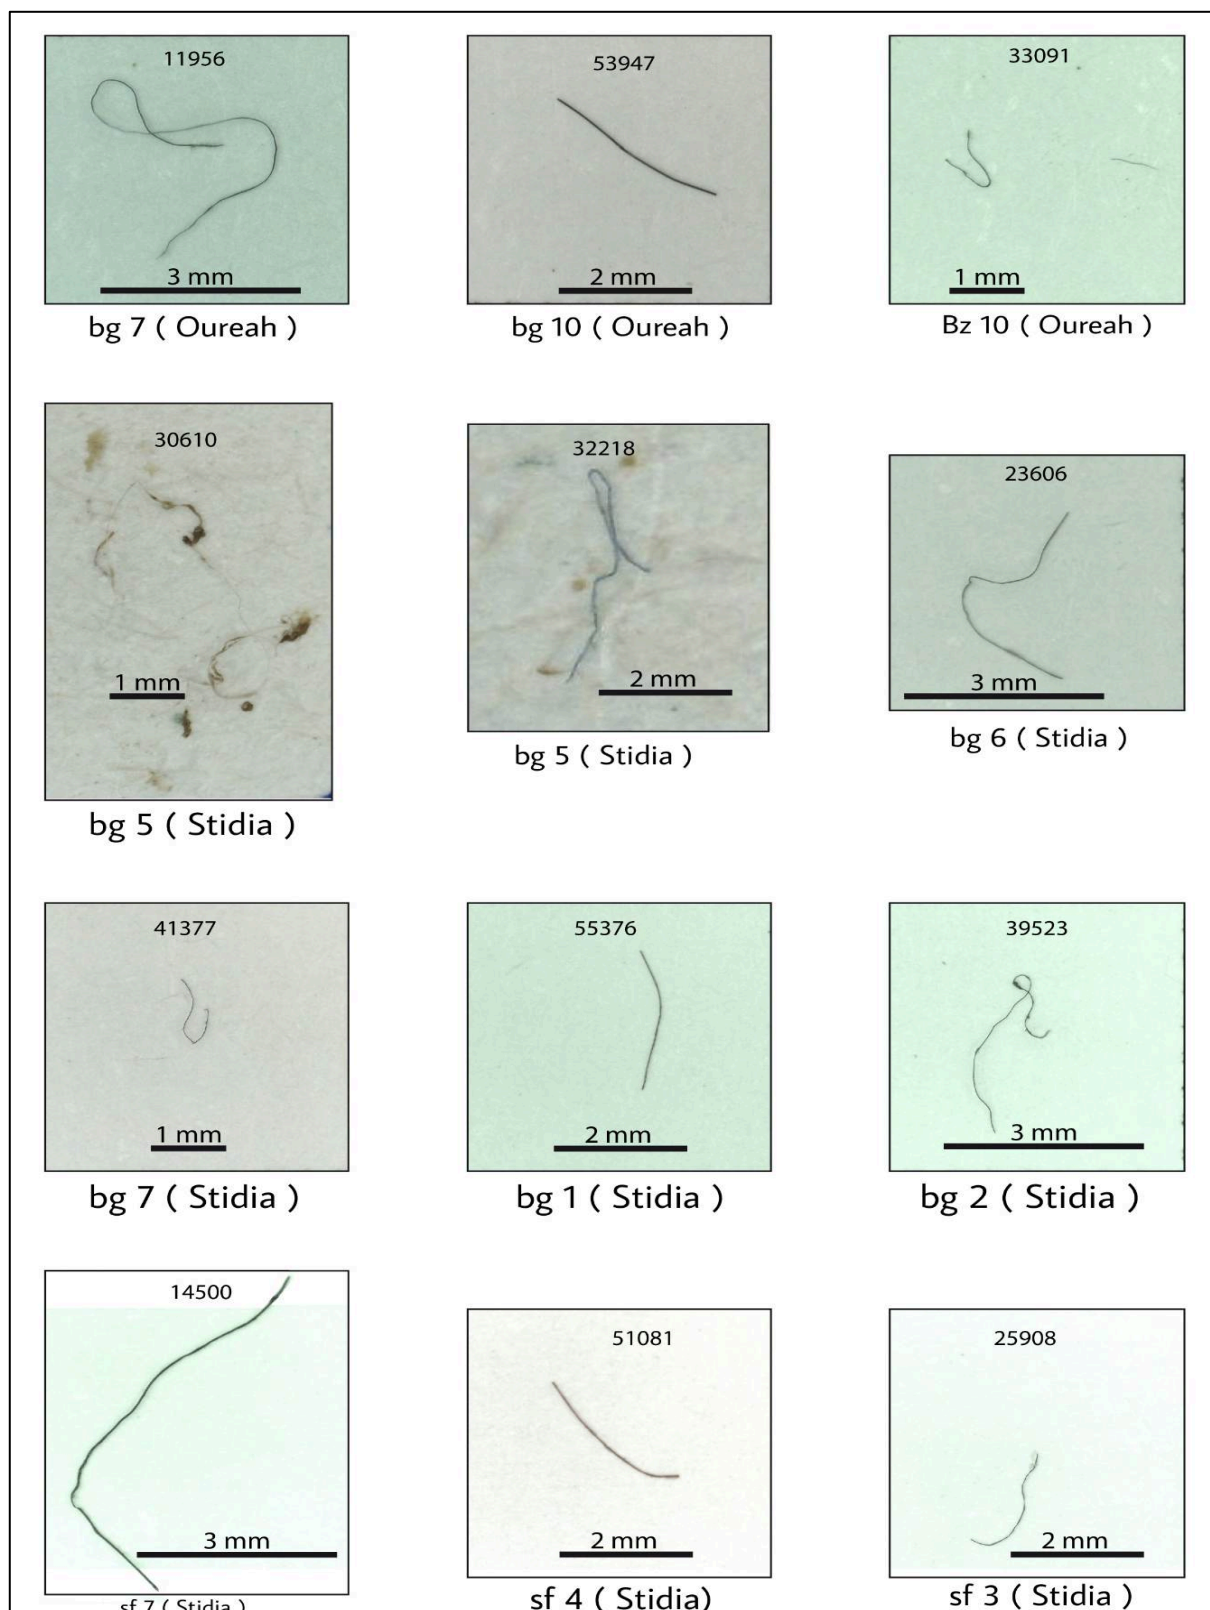 11956
3 mm
bg 7 ( Oureah )
53947
2 mm
bg 10 ( Oureah )
33091
1 mm
Bz 10 ( Oureah )
30610
1 mm
bg 5 ( Stidia )
32218
2 mm
bg 5 ( Stidia )
23606
3 mm
bg 6 ( Stidia )
41377
1 mm
bg 7 ( Stidia )
55376
2 mm
bg 1 ( Stidia )
39523
3 mm
bg 2 ( Stidia )
14500
3 mm
sf 7 ( Stidia )
51081
2 mm
sf 4 ( Stidia)
25908
2 mm
sf 3 ( Stidia )